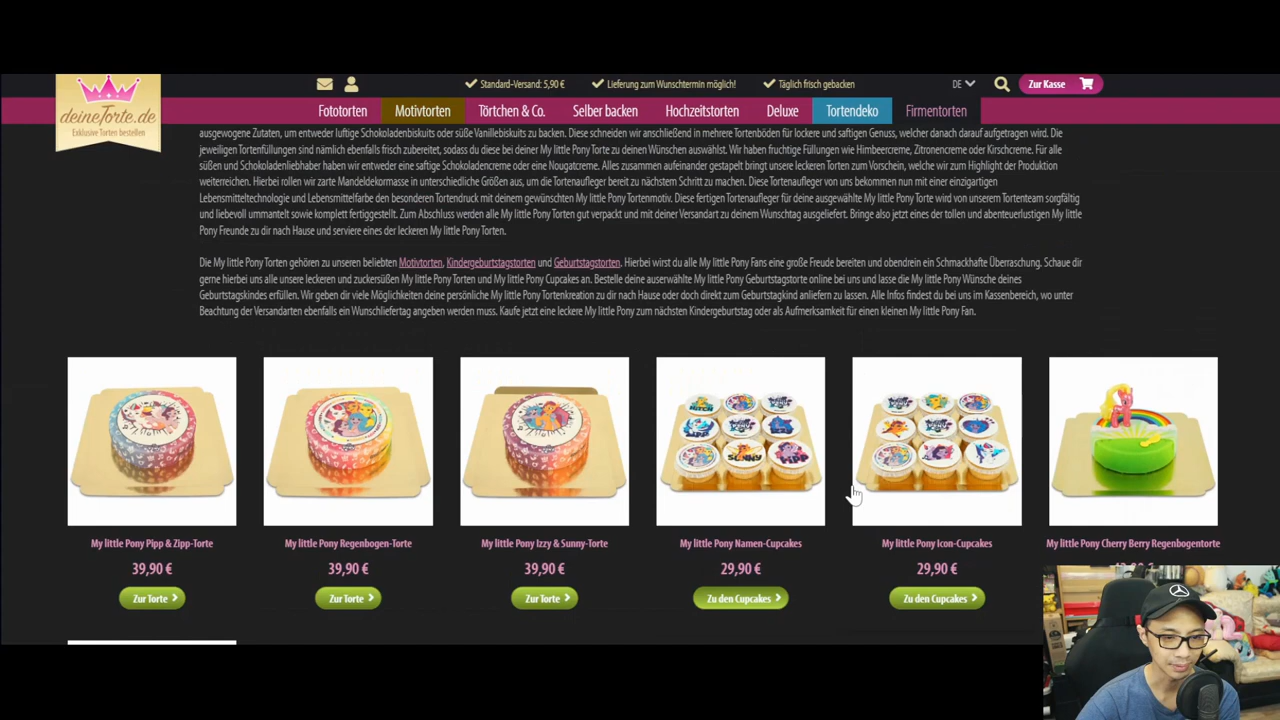 deineTorte.de
Exklusive Torten bestellen
Standard-Versand: 5,90 €
Lieferung zum Wunschtermin möglich!
Täglich frisch gebacken
DE
Zur Kasse
Fototorten
Motivtorten
Törtchen & Co.
Selber backen
Hochzeitstorten
Deluxe
Tortendeko
Firmentorten
ausgewogene Zutaten, um entweder luftige Schokoladenbiskuits oder süße Vanillebiskuits zu backen. Diese schneiden wir anschließend in mehrere Tortenböden für lockere und saftigen Genuss, welcher danach darauf aufgetragen wird. Die
jeweiligen Tortenfüllungen sind nämlich ebenfalls frisch zubereitet, sodass du diese bei deiner My little Pony Torte zu deinen Wünschen auswählst. Wir haben fruchtige Füllungen wie Himbeercreme, Zitronencreme oder Kirschcreme. Für alle
süßen und Schokoladenliebhaber haben wir entweder eine saftige Schokoladencreme oder eine Nougatcreme. Alles zusammen aufeinander gestapelt bringt unsere leckeren Torten zum Vorschein, welche wir zum Highlight der Produktion
weiterreichen. Hierbei rollen wir zarte Mandeldekormasse in unterschiedliche Größen aus, um die Tortenaufleger bereit zu nächstem Schritt zu machen. Diese Tortenaufleger von uns bekommen nun mit einer einzigartigen
Lebensmitteltechnologie und Lebensmittelfarbe den besonderen Tortendruck mit deinem gewünschten My little Pony Tortenmotiv. Diese fertigen Tortenaufleger für deine ausgewählte My little Pony Torte wird von unserem Tortenteam sorgfältig
und liebevoll ummantelt sowie komplett fertiggestellt. Zum Abschluss werden alle My little Pony Torten gut verpackt und mit deiner Versandart zu deinem Wunschtag ausgeliefert. Bringe also jetzt eines der tollen und abenteuerlustigen My little
Pony Freunde zu dir nach Hause und serviere eines der leckeren My little Pony Torten.
Die My little Pony Torten gehören zu unseren beliebten Motivtorten, Kindergeburtstagstorten und Geburtstagstorten. Hierbei wirst du alle My little Pony Fans eine große Freude bereiten und obendrein ein Schmackhafte Überraschung. Schaue dir
gerne hierbei uns alle unsere leckeren und zuckersüßen My little Pony Torten und My little Pony Cupcakes an. Bestelle deine auserwählte My little Pony Geburtstagstorte online bei uns und lasse die My little Pony Wünsche deines
Geburtstagskindes erfüllen. Wir geben dir viele Möglichkeiten deine persönliche My little Pony Tortenkreation zu dir nach Hause oder doch direkt zum Geburtstagkind anliefern zu lassen. Alle Infos findest du bei uns im Kassenbereich, wo unter
Beachtung der Versandarten ebenfalls ein Wunschliefertag angeben werden muss. Kaufe jetzt eine leckere My little Pony zum nächsten Kindergeburtstag oder als Aufmerksamkeit für einen kleinen My little Pony Fan.
HITCH
SUNNY
PIPP
My little Pony Pipp & Zipp-Torte
My little Pony Regenbogen-Torte
My little Pony Izzy & Sunny-Torte
My little Pony Namen-Cupcakes
My little Pony Icon-Cupcakes
My little Pony Cherry Berry Regenbogentorte
39,90 €
39,90 €
39,90 €
29,90 €
29,90 €
Zur Torte
Zur Torte
Zur Torte
Zu den Cupcakes
Zu den Cupcakes